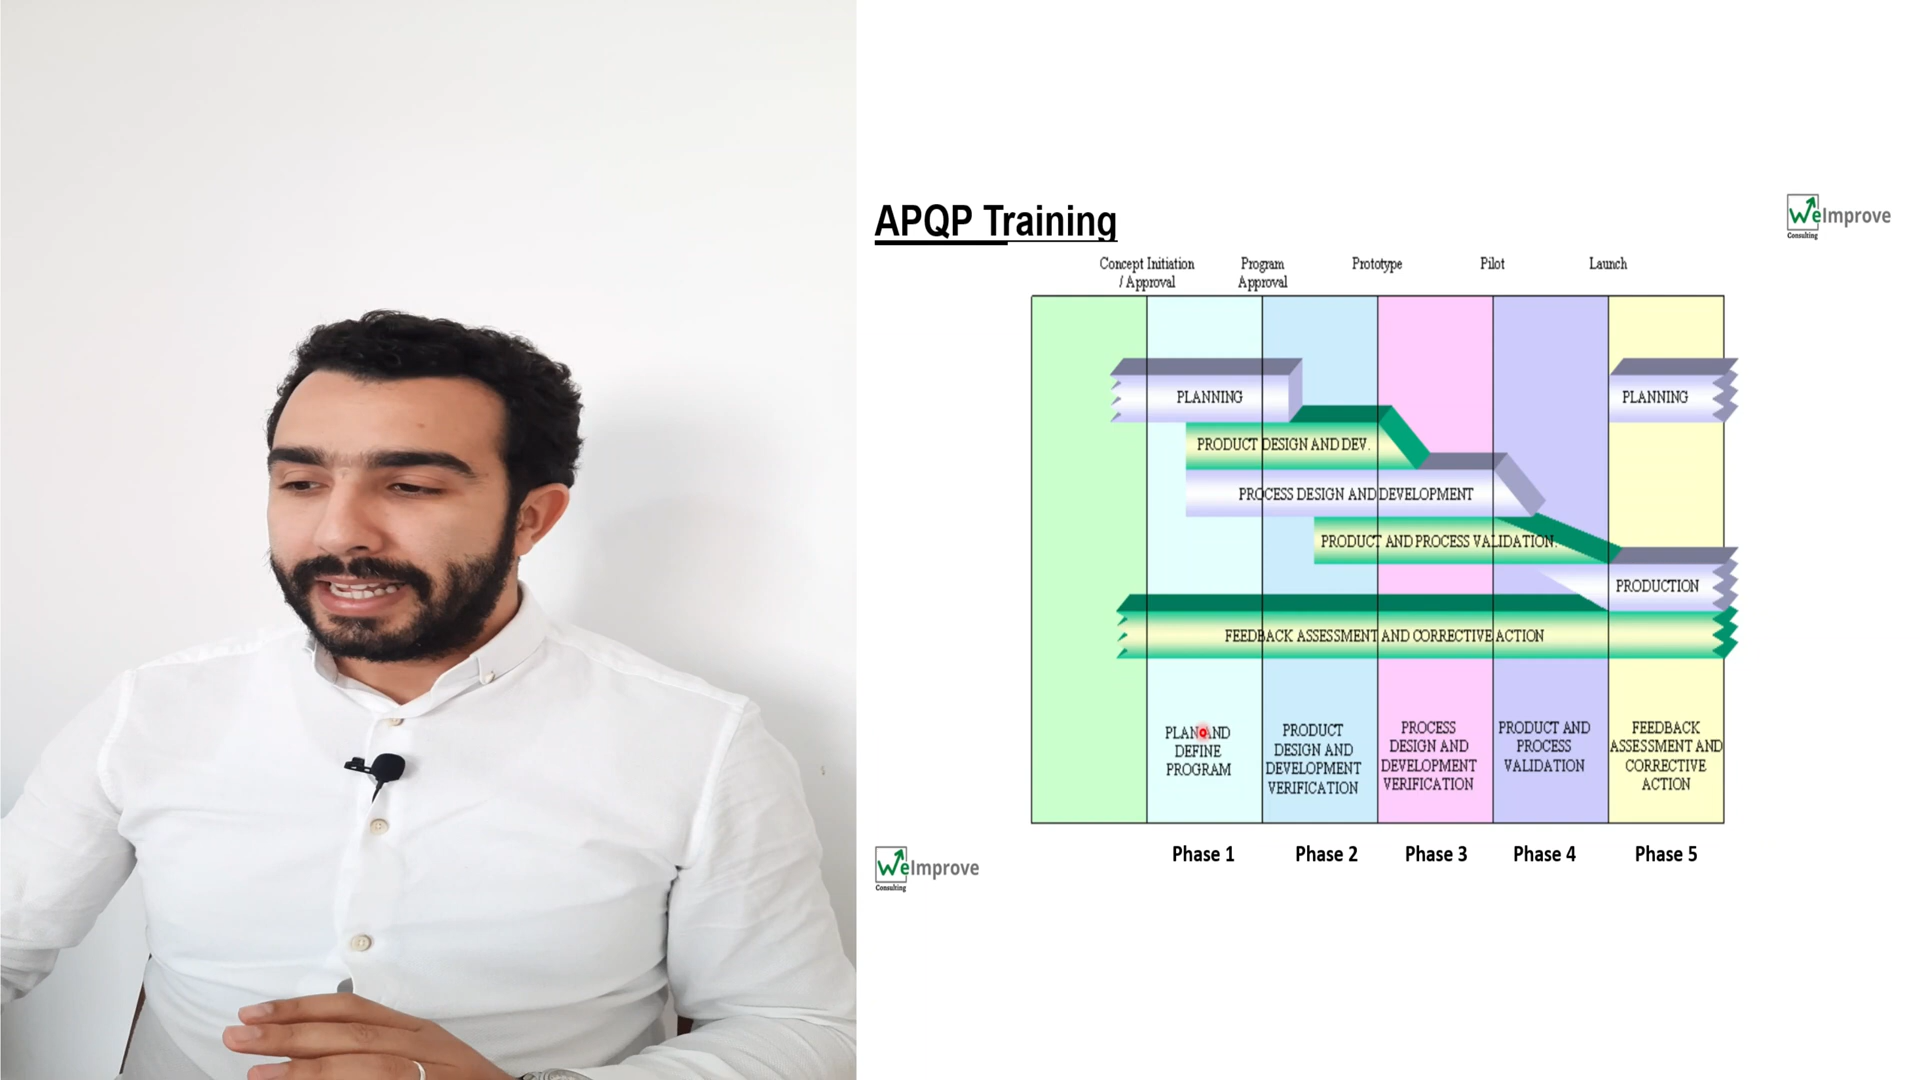 APQP Training
WeImprove
Consulting
Concept Initiation
/ Approval
Program
Approval
Prototype
Pilot
Launch
PLANNING
PLANNING
PRODUCT DESIGN AND DEV.
PROCESS DESIGN AND DEVELOPMENT
PRODUCT AND PROCESS VALIDATION.
PRODUCTION
FEEDBACK ASSESSMENT AND CORRECTIVE ACTION
PLAN AND
DEFINE
PROGRAM
PRODUCT
DESIGN AND
DEVELOPMENT
VERIFICATION
PROCESS
DESIGN AND
DEVELOPMENT
VERIFICATION
PRODUCT AND
PROCESS
VALIDATION
FEEDBACK
ASSESSMENT AND
CORRECTIVE
ACTION
Phase 1
Phase 2
Phase 3
Phase 4
Phase 5
WeImprove
Consulting